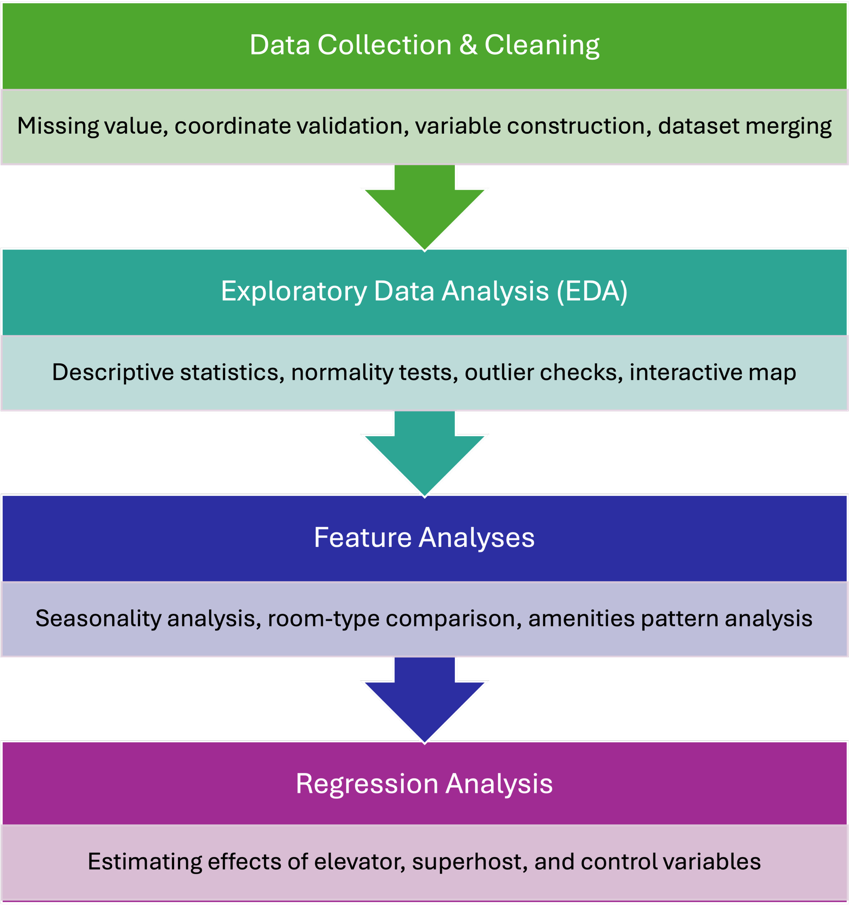 Data Collection & Cleaning
Missing value, coordinate validation, variable construction, dataset merging
Exploratory Data Analysis (EDA)
Descriptive statistics, normality tests, outlier checks, interactive map
Feature Analyses
Seasonality analysis, room-type comparison, amenities pattern analysis
Regression Analysis
Estimating effects of elevator, superhost, and control variables